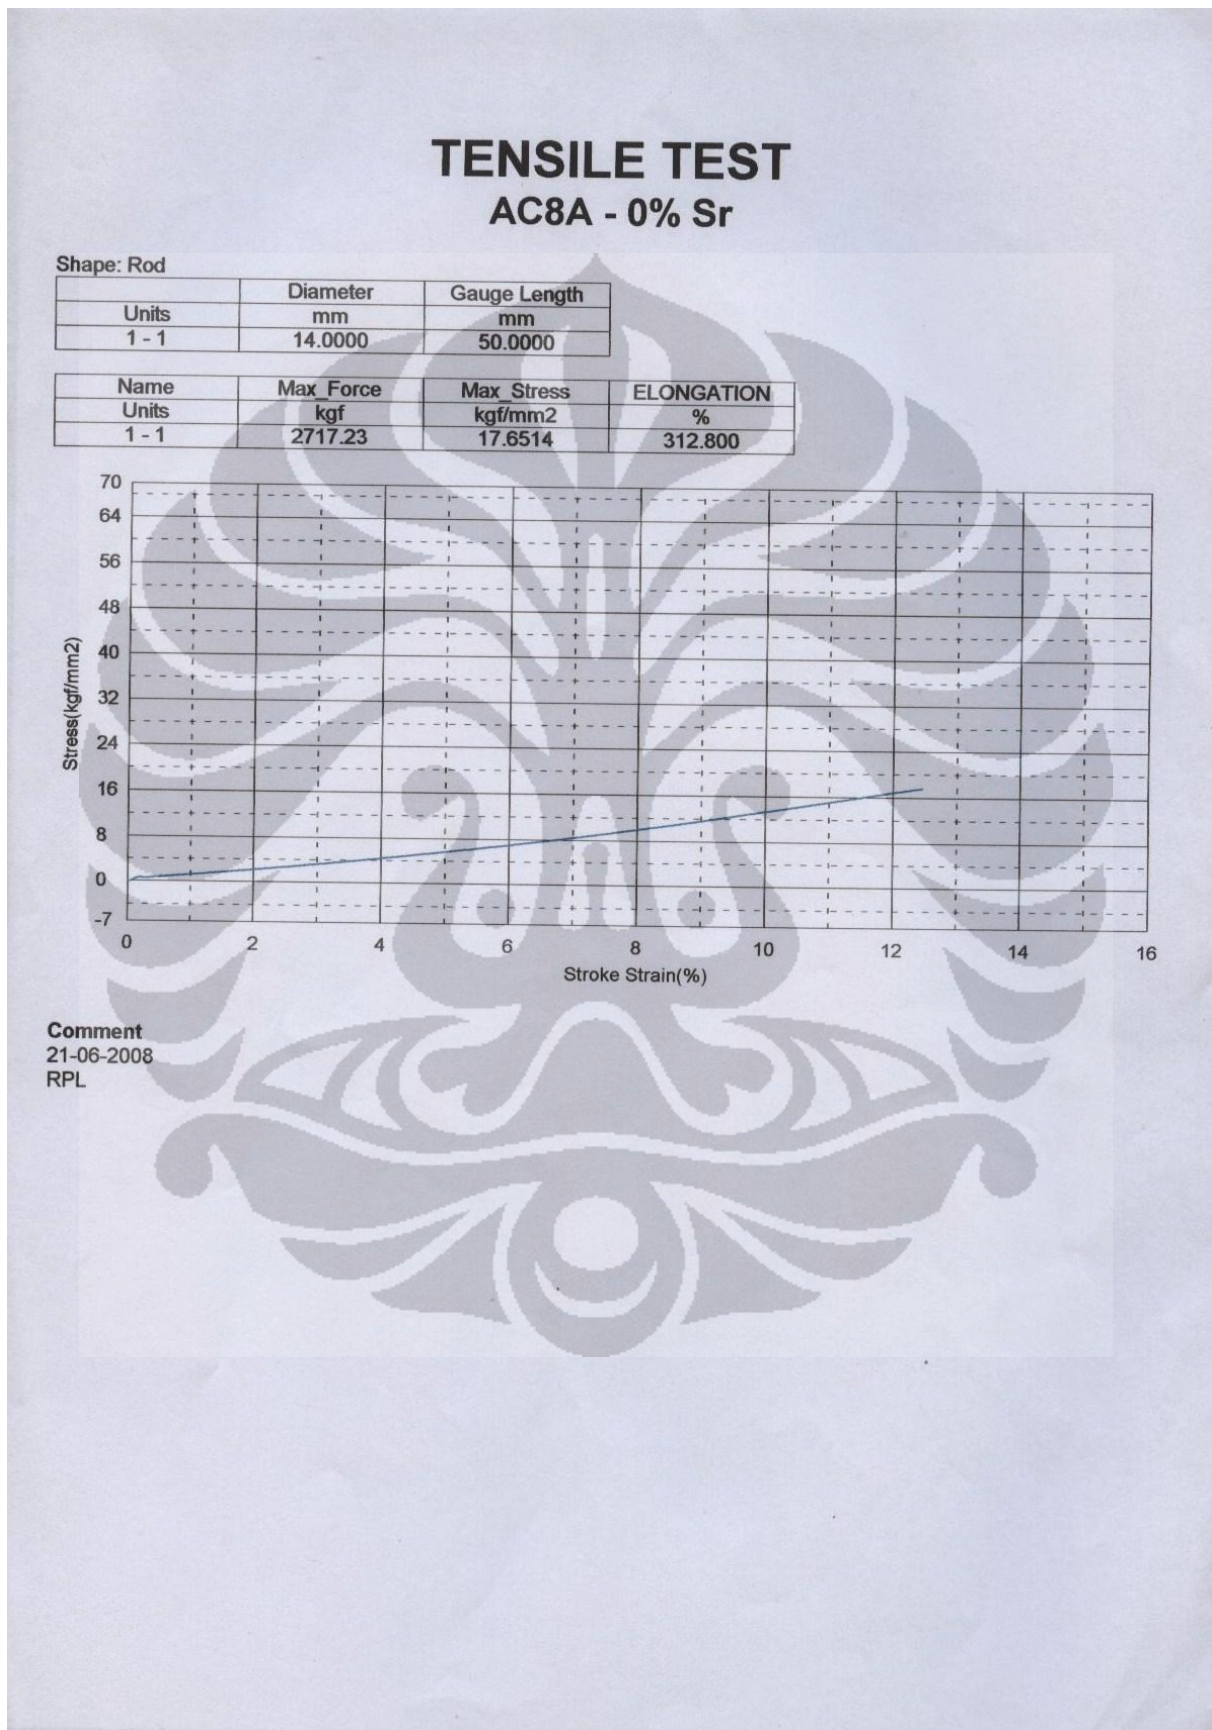 TENSILE TEST
AC8A - 0% Sr
Shape: Rod
Diameter Gauge Length
Units mm mm
1 - 1 14.0000 50.0000
Name Max_Force Max_Stress ELONGATION
Units kgf kgf/mm2 %
1 - 1 2717.23 17.6514 312.800
70
64
56
48
40
32
24
16
8
0
-7
Stress(kgf/mm2)
0 2 4 6 8 10 12 14 16
Stroke Strain(%)
Comment
21-06-2008
RPL